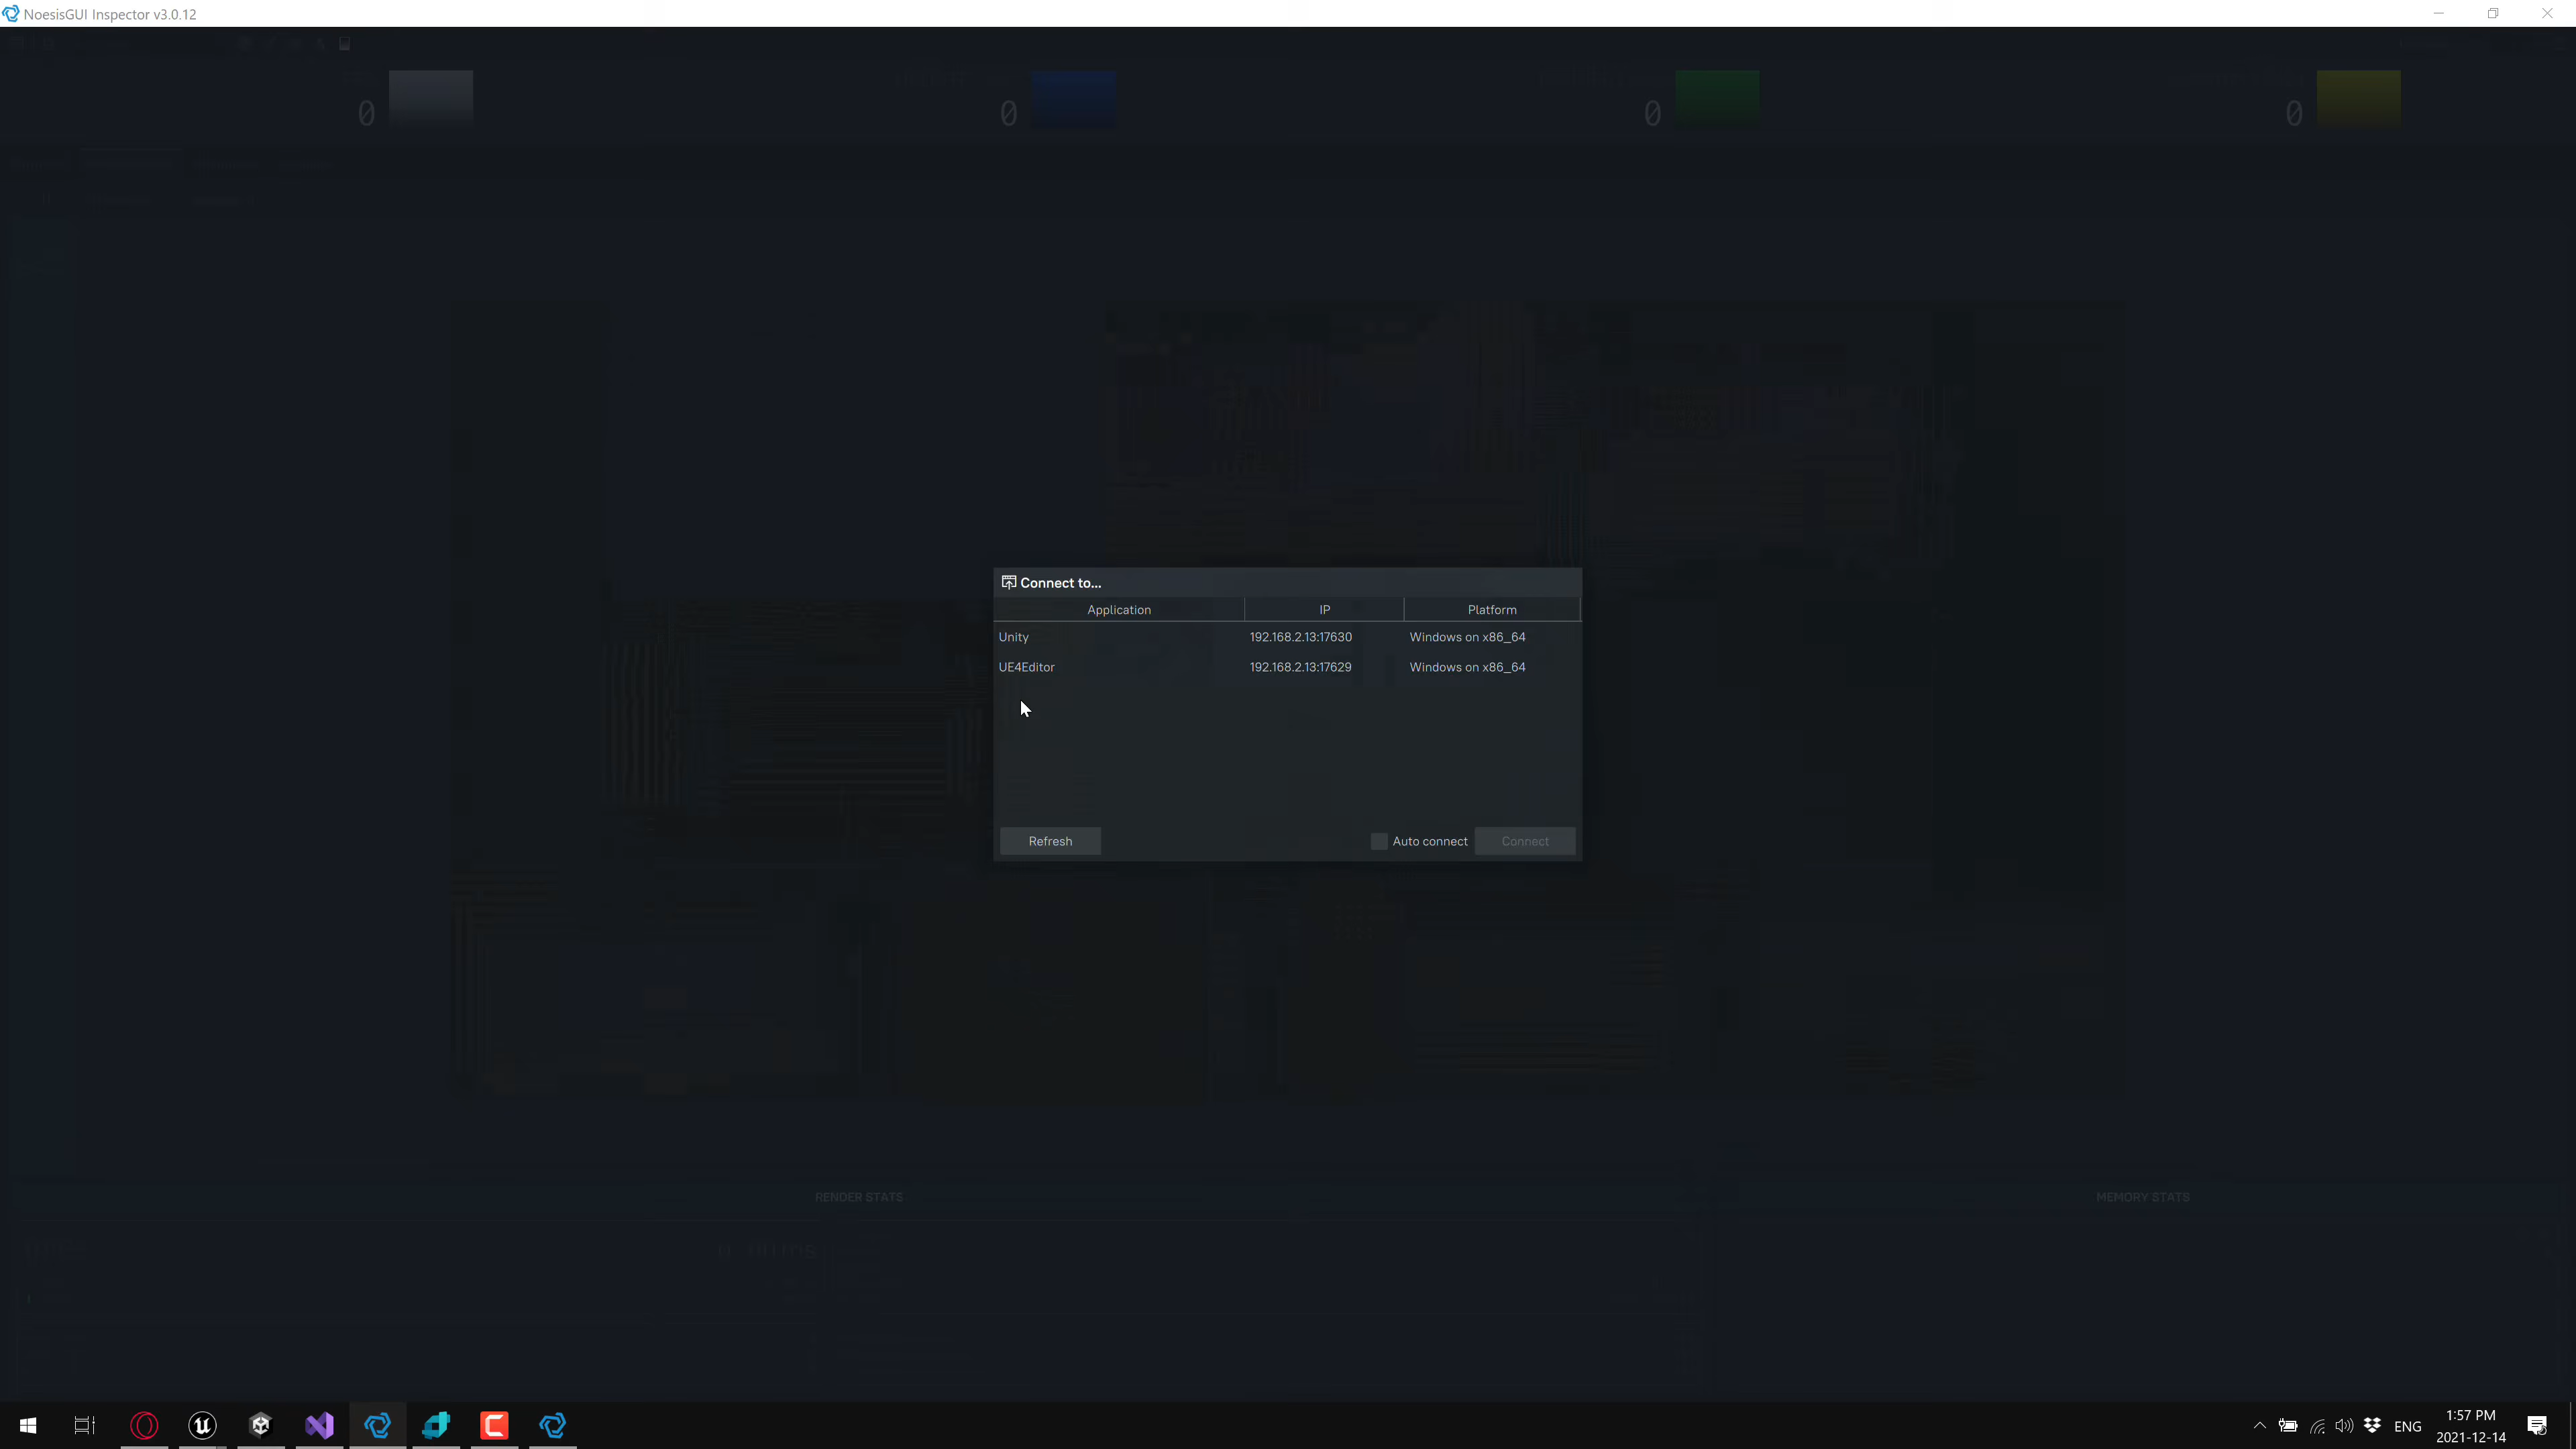 NoesisGUI Inspector v3.0.12
0
0
0
0
Connect to...
Application IP Platform
Unity 192.168.2.13:17630 Windows on x86_64
UE4Editor 192.168.2.13:17629 Windows on x86_64
Refresh Auto connect Connect
RENDER STATS MEMORY STATS
ENG
1:57 PM
2021-12-14